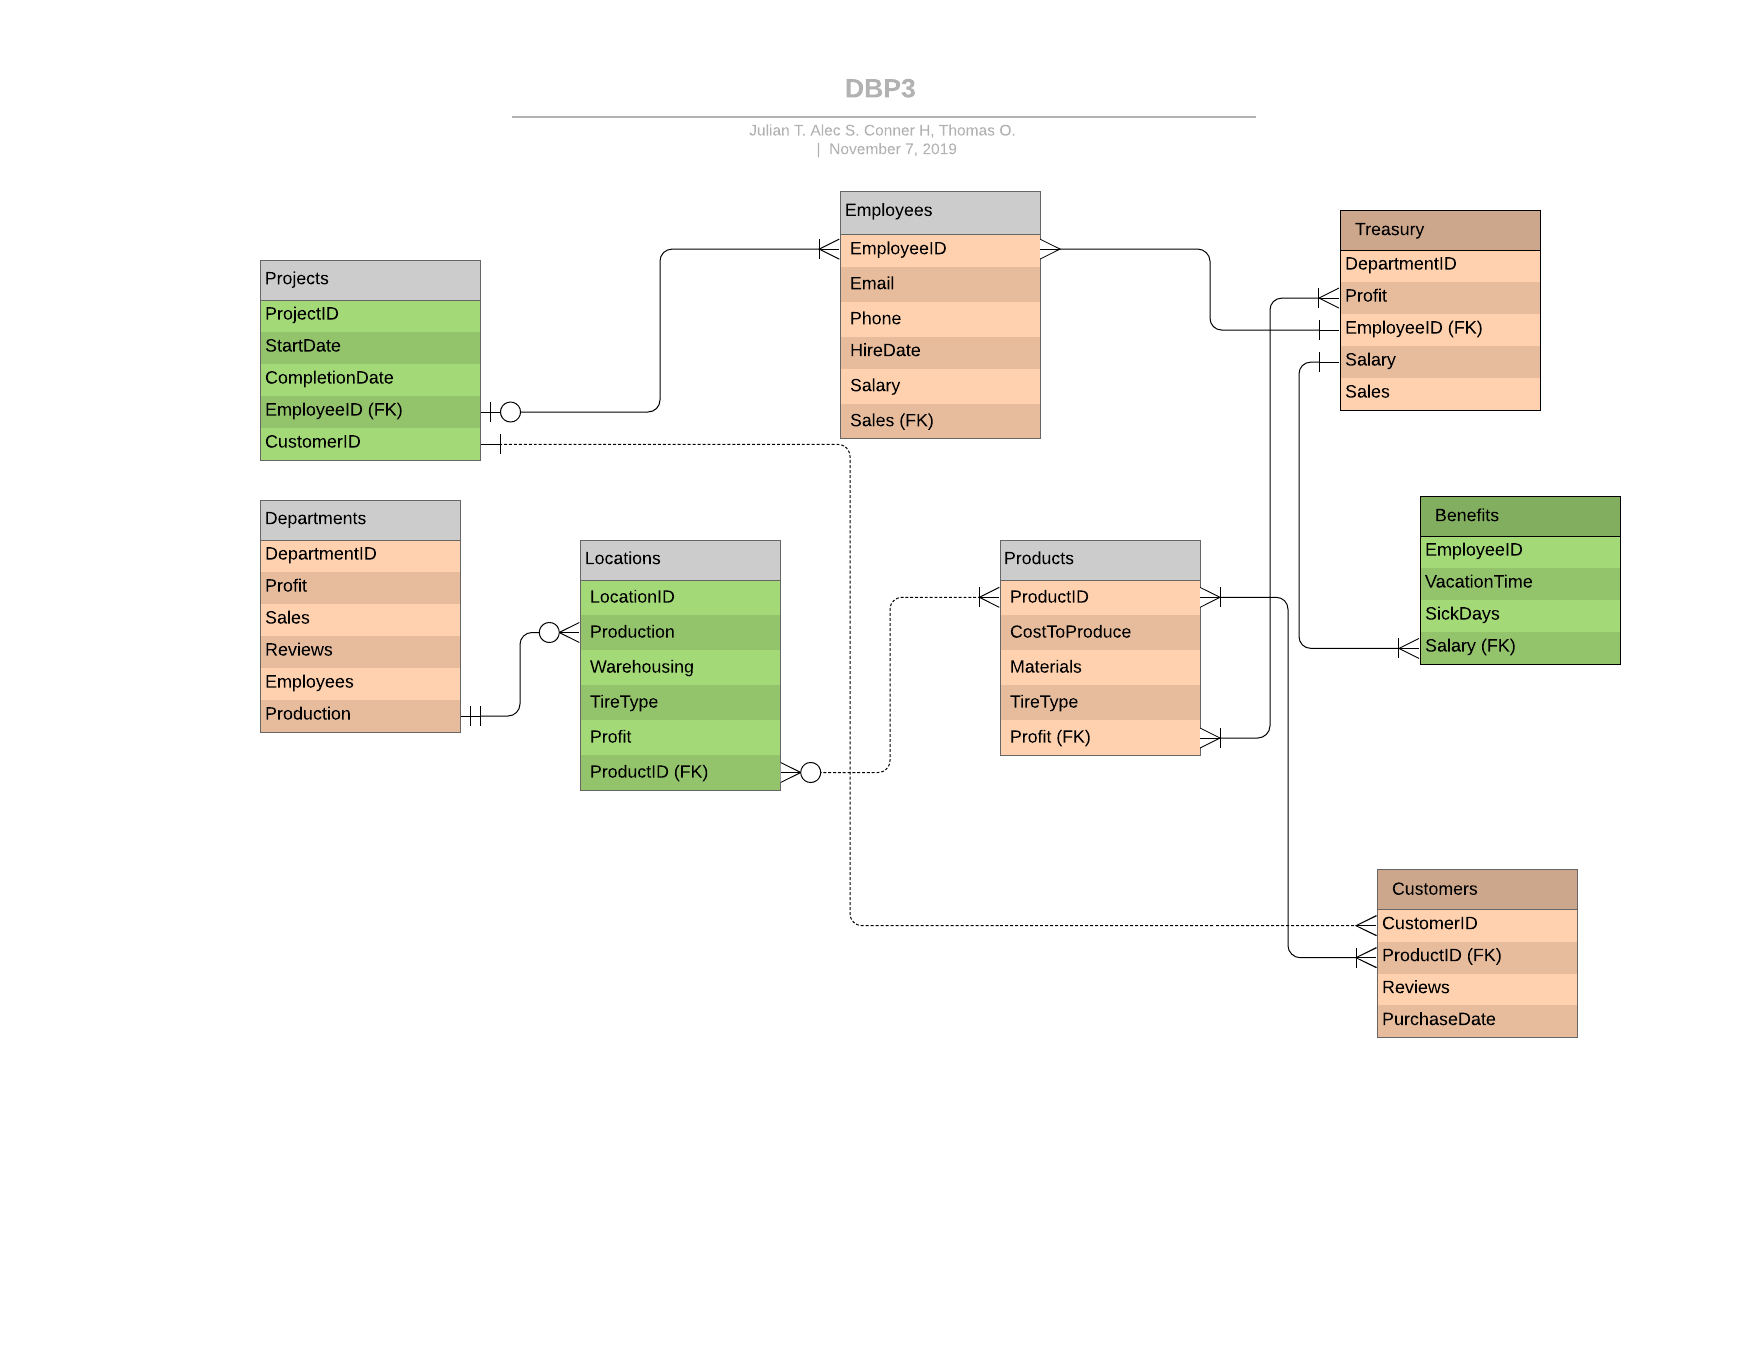 DBP3
Julian T. Alec S. Conner H, Thomas O.
| November 7, 2019
Employees
EmployeeID
Email
Phone
HireDate
Salary
Sales (FK)
Treasury
DepartmentID
Profit
EmployeeID (FK)
Salary
Sales
Projects
ProjectID
StartDate
CompletionDate
EmployeeID (FK)
CustomerID
Departments
DepartmentID
Profit
Sales
Reviews
Employees
Production
Locations
LocationID
Production
Warehousing
TireType
Profit
ProductID (FK)
Products
ProductID
CostToProduce
Materials
TireType
Profit (FK)
Benefits
EmployeeID
VacationTime
SickDays
Salary (FK)
Customers
CustomerID
ProductID (FK)
Reviews
PurchaseDate